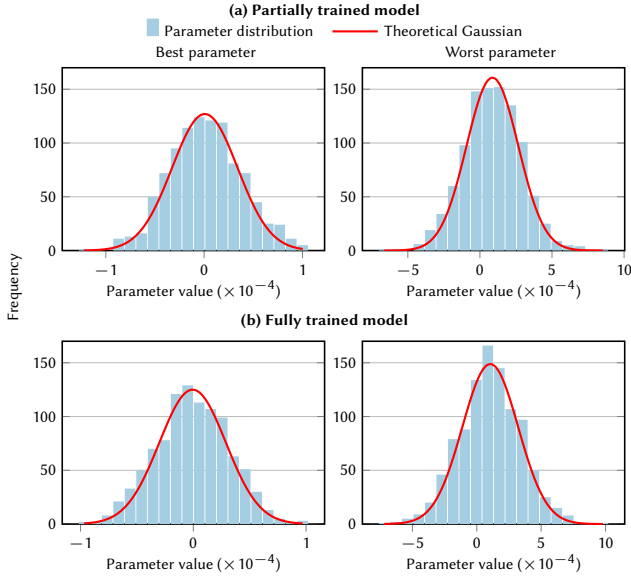 (a) Partially trained model
Parameter distribution Theoretical Gaussian
Best parameter Worst parameter
Frequency
150
100
50
0
−1 0 1
Parameter value (×10⁻⁴)
150
100
50
0
−5 0 5 10
Parameter value (×10⁻⁴)
(b) Fully trained model
150
100
50
0
−1 0 1
Parameter value (×10⁻⁴)
150
100
50
0
−5 0 5 10
Parameter value (×10⁻⁴)